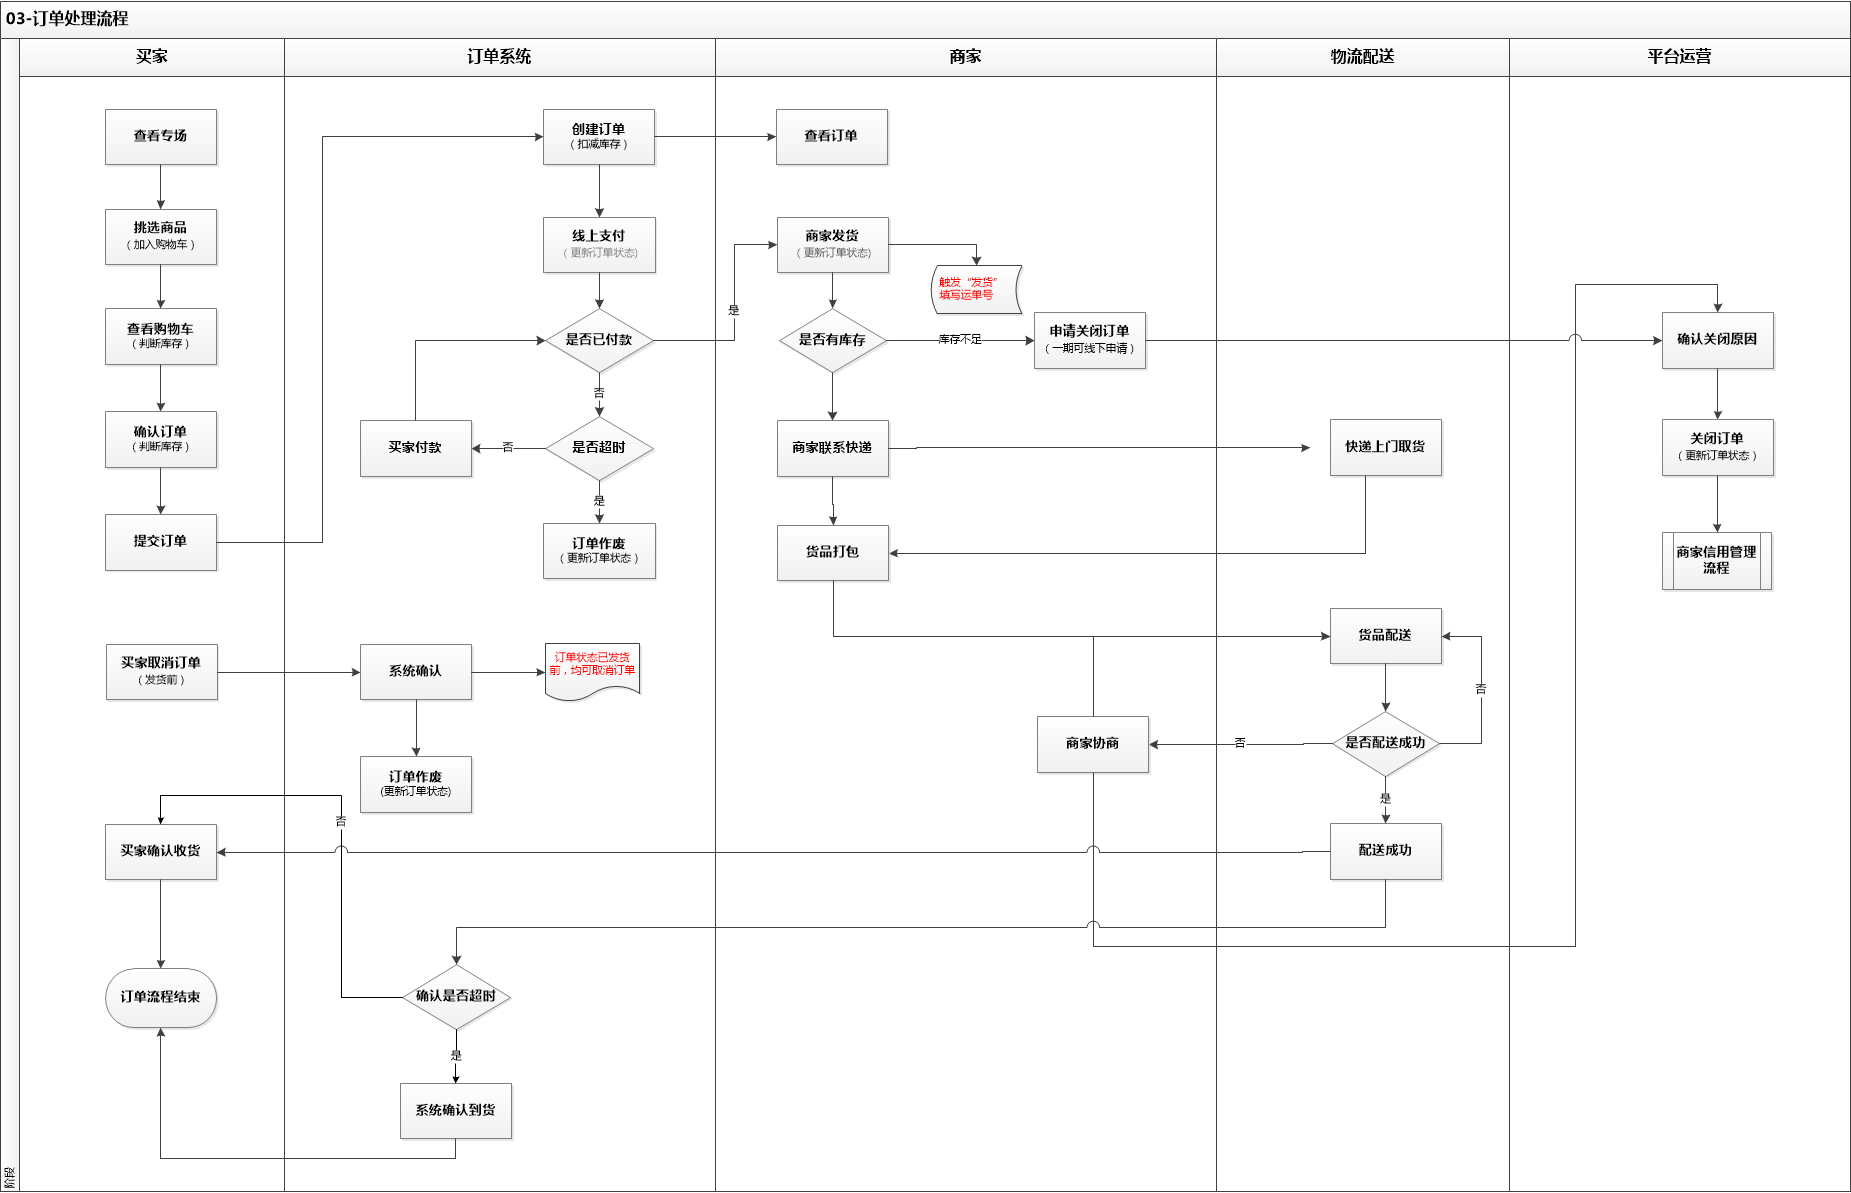 03-订单处理流程
买家
订单系统
商家
物流配送
平台运营
查看专场
创建订单
（扣减库存）
查看订单
挑选商品
（加入购物车）
线上支付
（更新订单状态)
商家发货
（更新订单状态)
触发“发货”
填写运单号
是
查看购物车
（判断库存）
是否已付款
是否有库存
库存不足
申请关闭订单
（一期可线下申请）
确认关闭原因
否
确认订单
（判断库存）
买家付款
否
是否超时
商家联系快递
快递上门取货
关闭订单
（更新订单状态）
是
提交订单
订单作废
（更新订单状态）
货品打包
商家信用管理
流程
买家取消订单
（发货前）
系统确认
订单状态已发货
前，均可取消订单
货品配送
否
商家协商
否
是否配送成功
订单作废
(更新订单状态)
是
否
买家确认收货
配送成功
订单流程结束
确认是否超时
是
系统确认到货
阶段